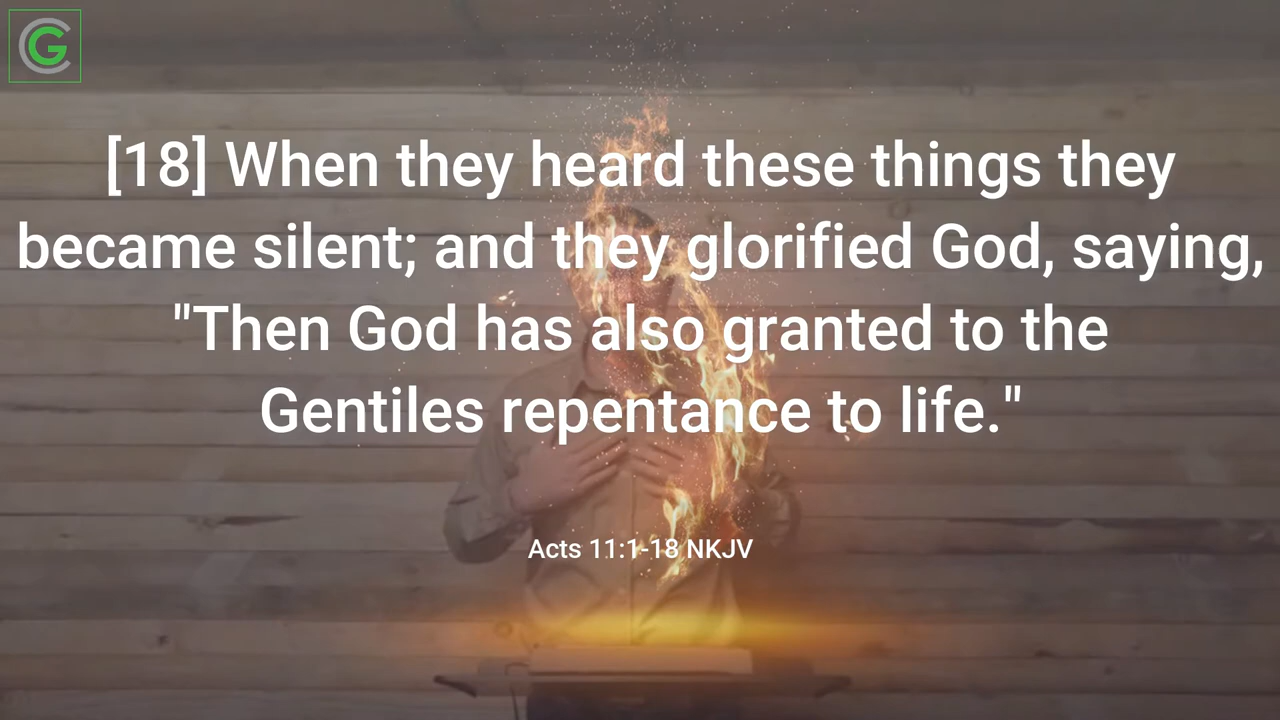 CG
[18] When they heard these things they
became silent; and they glorified God, saying,
"Then God has also granted to the
Gentiles repentance to life."
Acts 11:1-18 NKJV